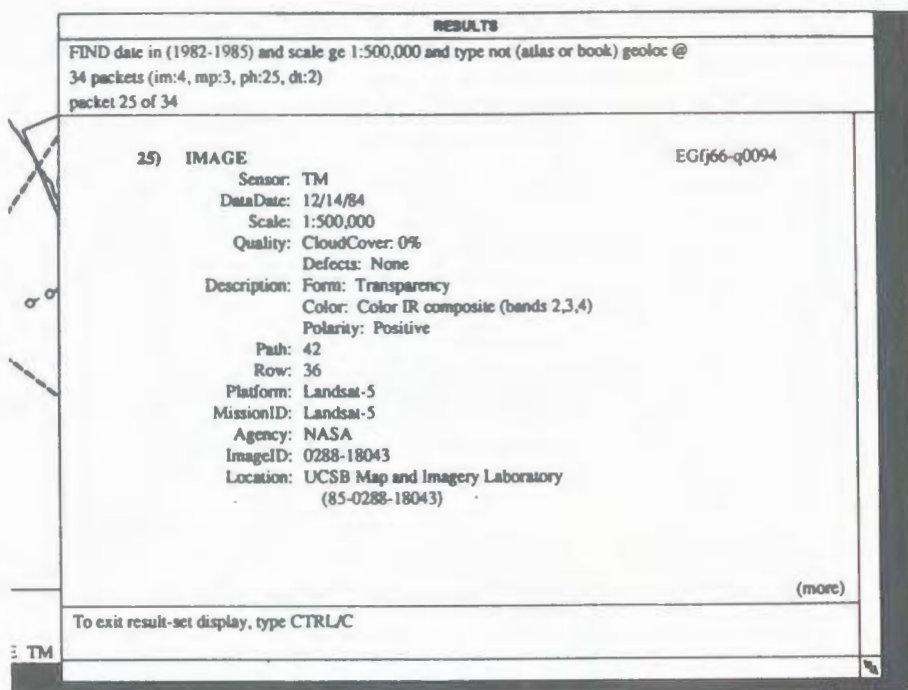 RESULTS
FIND date in (1982-1985) and scale ge 1:500,000 and type not (atlas or book) geoloc @
34 packets (im:4, mp:3, ph:25, dt:2)
packet 25 of 34
25) IMAGE EGfj66-q0094
Sensor: TM
DataDate: 12/14/84
Scale: 1:500,000
Quality: CloudCover: 0%
Defects: None
Description: Form: Transparency
Color: Color IR composite (bands 2,3,4)
Polarity: Positive
Path: 42
Row: 36
Platform: Landsat-5
MissionID: Landsat-5
Agency: NASA
ImageID: 0288-18043
Location: UCSB Map and Imagery Laboratory
(85-0288-18043)
(more)
To exit result-set display, type CTRL/C
TM